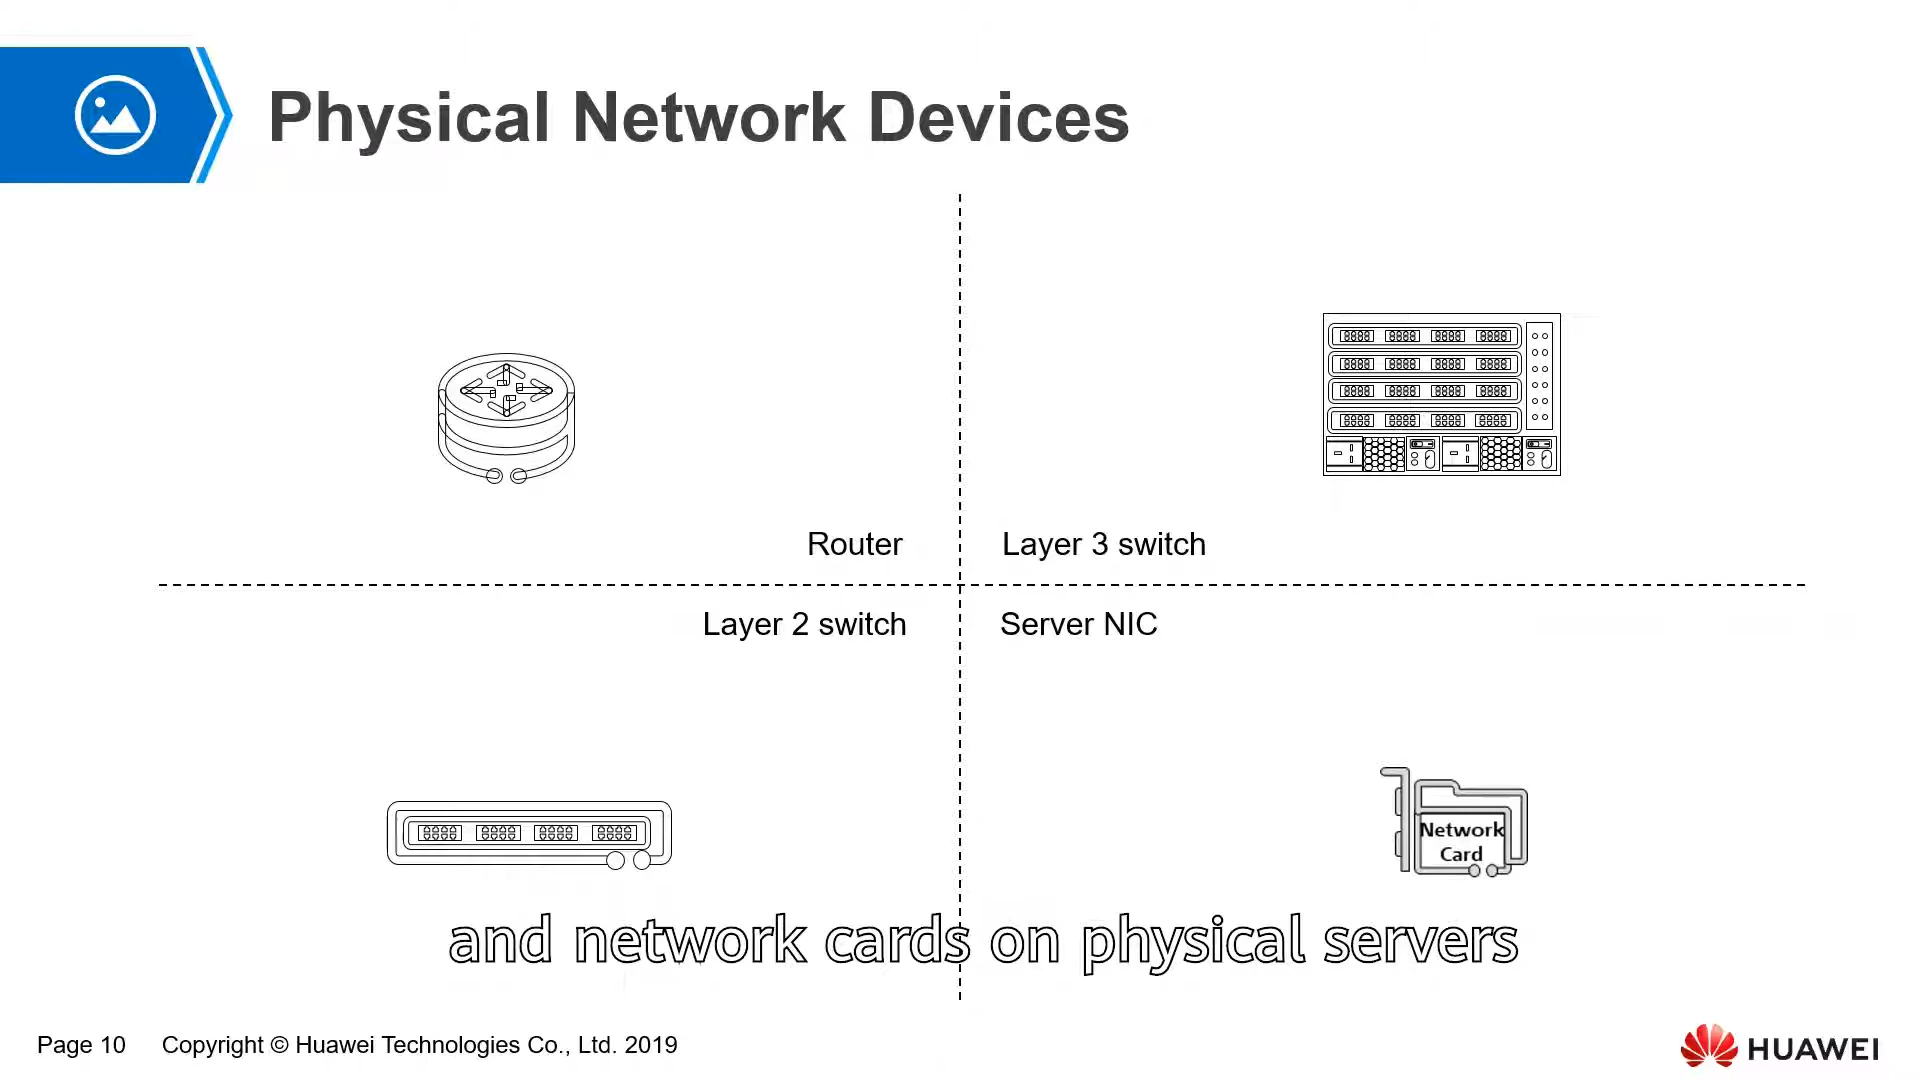 Physical Network Devices
Router
Layer 3 switch
Layer 2 switch
Server NIC
Network
Card
and network cards on physical servers
Page 10
Copyright © Huawei Technologies Co., Ltd. 2019
HUAWEI